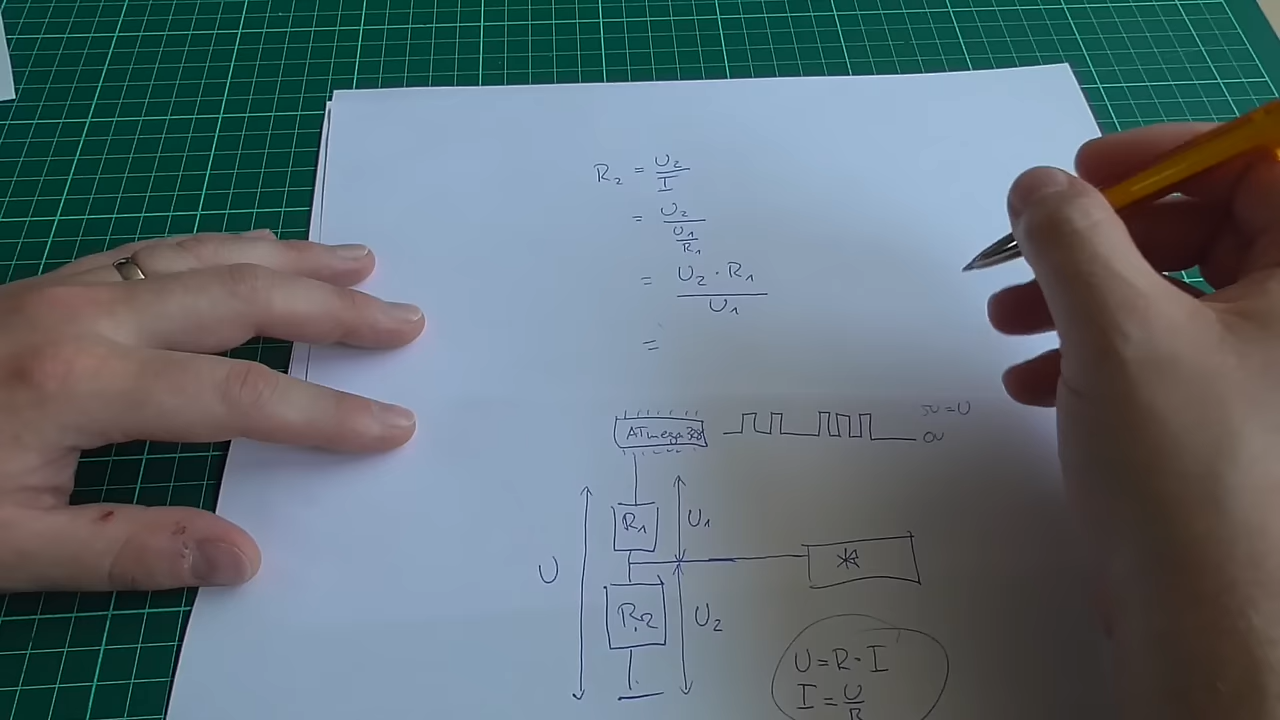 R₂ = U₂/I
= U₂/(U₁/R₁)
= U₂ · R₁/U₁
=
ATmega328
5V = U
0V
R₁
U₁
U
R2
U₂
U = R · I
I = U/R